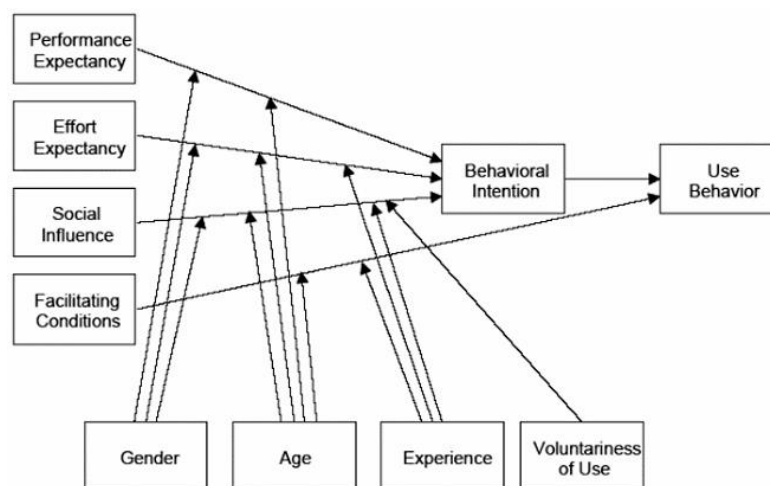 Performance
Expectancy
Effort
Expectancy
Social
Influence
Facilitating
Conditions
Behavioral
Intention
Use
Behavior
Gender
Age
Experience
Voluntariness
of Use